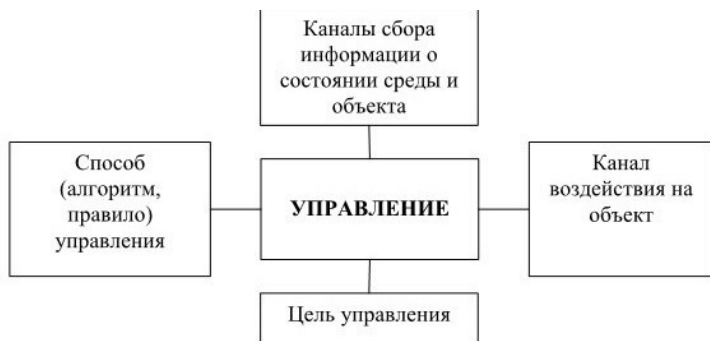 Каналы сбора
информации о
состоянии среды и
объекта
Способ
(алгоритм,
правило)
управления
УПРАВЛЕНИЕ
Канал
воздействия на
объект
Цель управления